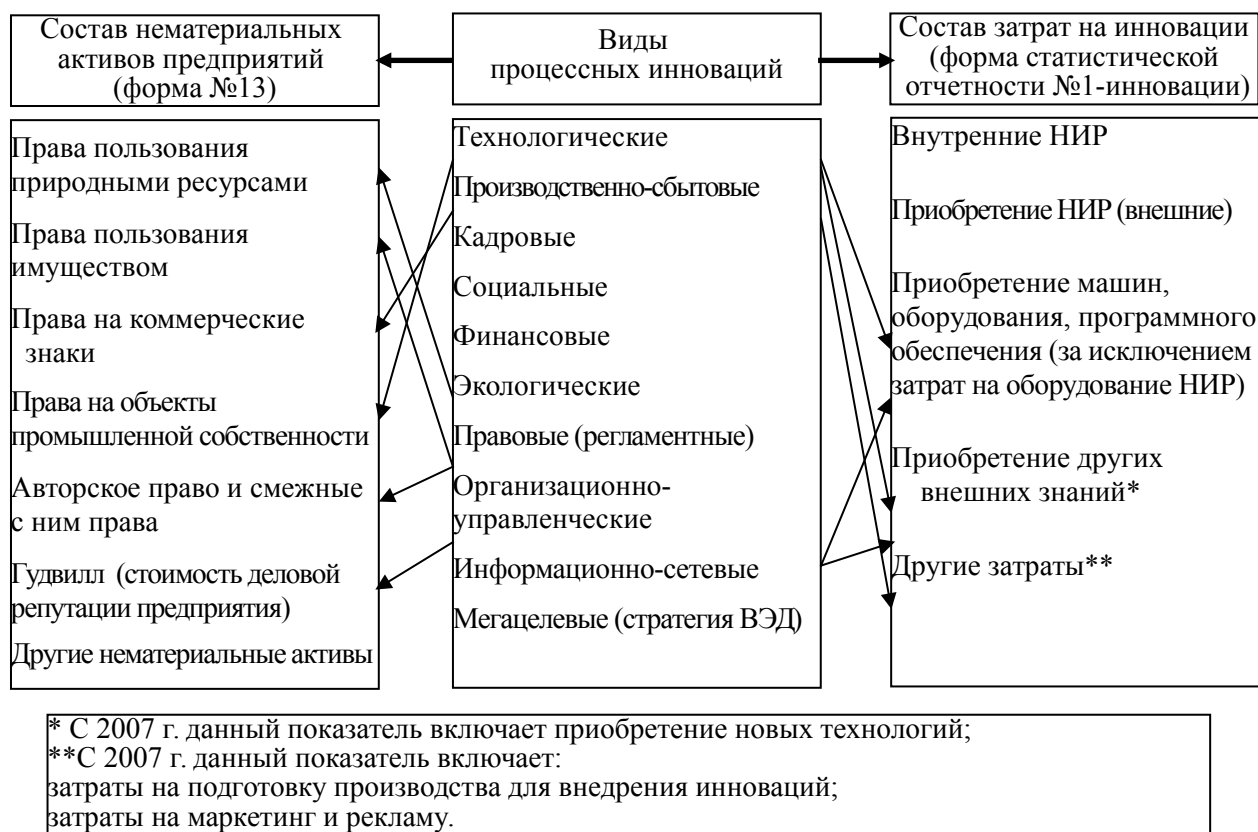 Состав нематериальных
активов предприятий
(форма №13)
Виды
процессных инноваций
Состав затрат на инновации
(форма статистической
отчетности №1-инновации)
Права пользования
природными ресурсами
Права пользования
имуществом
Права на коммерческие
знаки
Права на объекты
промышленной собственности
Авторское право и смежные
с ним права
Гудвилл (стоимость деловой
репутации предприятия)
Другие нематериальные активы
Технологические
Производственно-сбытовые
Кадровые
Социальные
Финансовые
Экологические
Правовые (регламентные)
Организационно-
управленческие
Информационно-сетевые
Мегацелевые (стратегия ВЭД)
Внутренние НИР
Приобретение НИР (внешние)
Приобретение машин,
оборудования, программного
обеспечения (за исключением
затрат на оборудование НИР)
Приобретение других
внешних знаний*
Другие затраты**
* С 2007 г. данный показатель включает приобретение новых технологий;
**С 2007 г. данный показатель включает:
затраты на подготовку производства для внедрения инноваций;
затраты на маркетинг и рекламу.